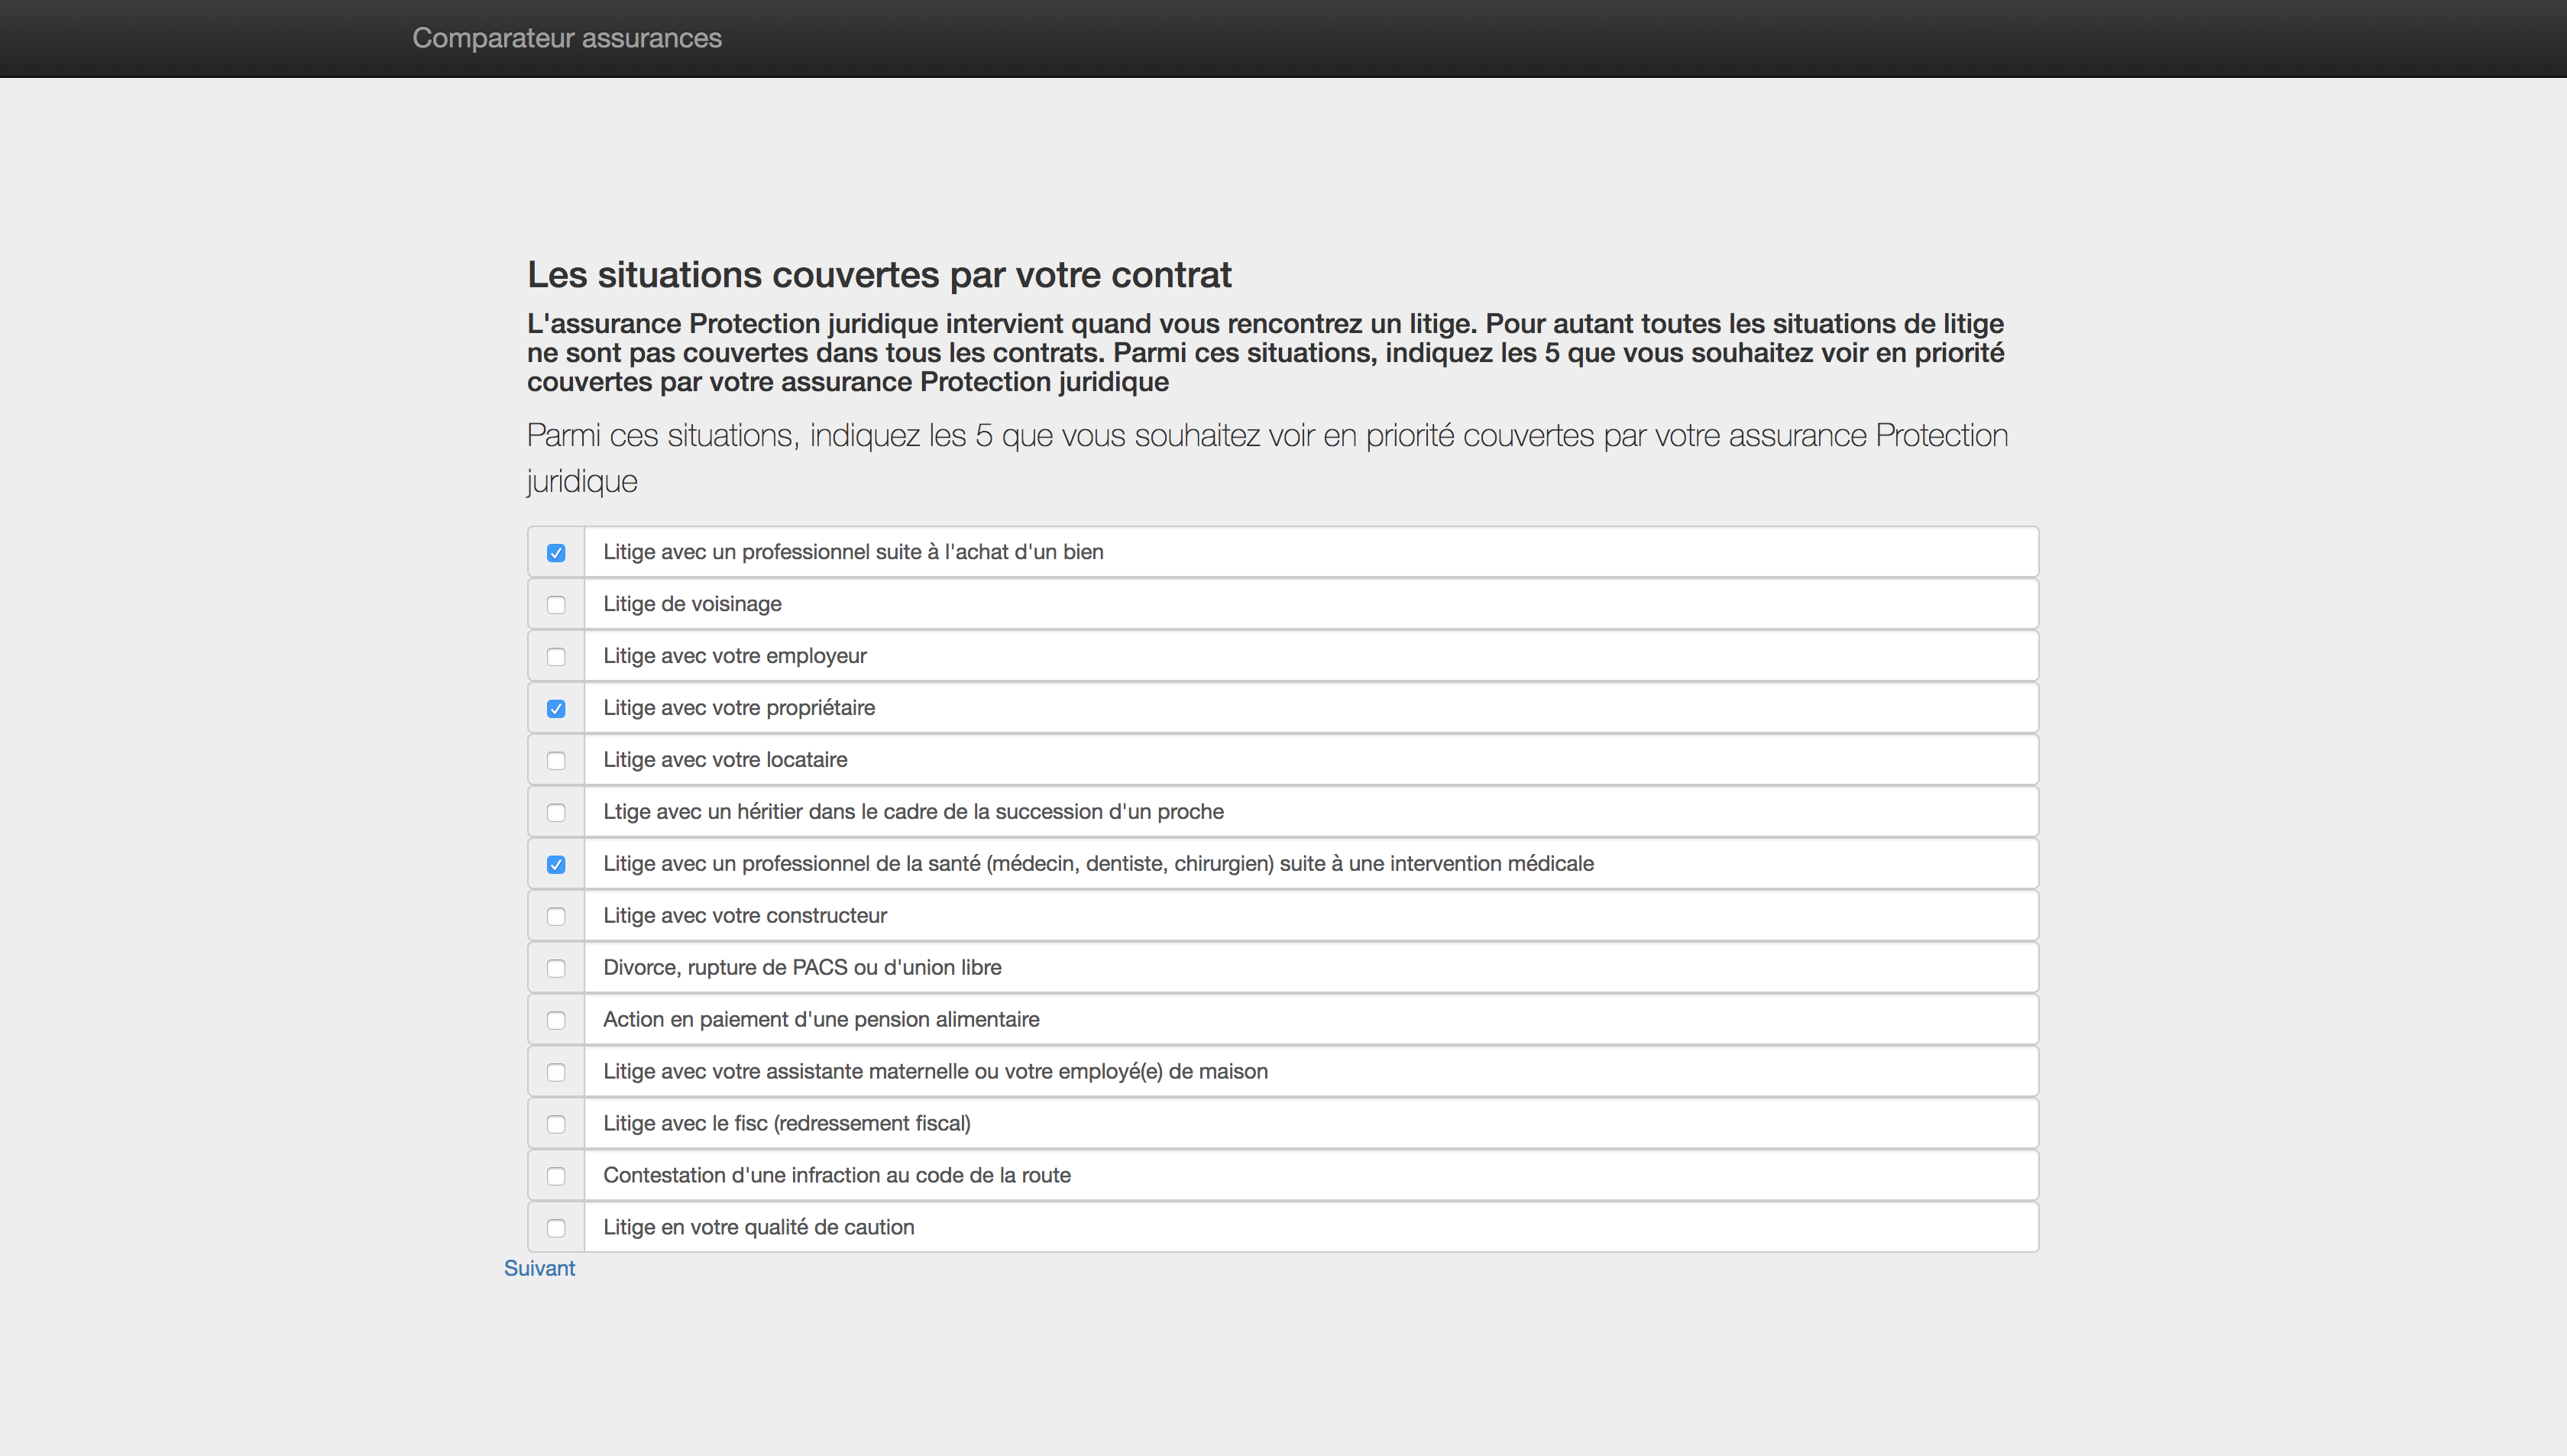 Comparateur assurances
Les situations couvertes par votre contrat
L'assurance Protection juridique intervient quand vous rencontrez un litige. Pour autant toutes les situations de litige
ne sont pas couvertes dans tous les contrats. Parmi ces situations, indiquez les 5 que vous souhaitez voir en priorité
couvertes par votre assurance Protection juridique
Parmi ces situations, indiquez les 5 que vous souhaitez voir en priorité couvertes par votre assurance Protection
juridique
Litige avec un professionnel suite à l'achat d'un bien
Litige de voisinage
Litige avec votre employeur
Litige avec votre propriétaire
Litige avec votre locataire
Ltige avec un héritier dans le cadre de la succession d'un proche
Litige avec un professionnel de la santé (médecin, dentiste, chirurgien) suite à une intervention médicale
Litige avec votre constructeur
Divorce, rupture de PACS ou d'union libre
Action en paiement d'une pension alimentaire
Litige avec votre assistante maternelle ou votre employé(e) de maison
Litige avec le fisc (redressement fiscal)
Contestation d'une infraction au code de la route
Litige en votre qualité de caution
Suivant